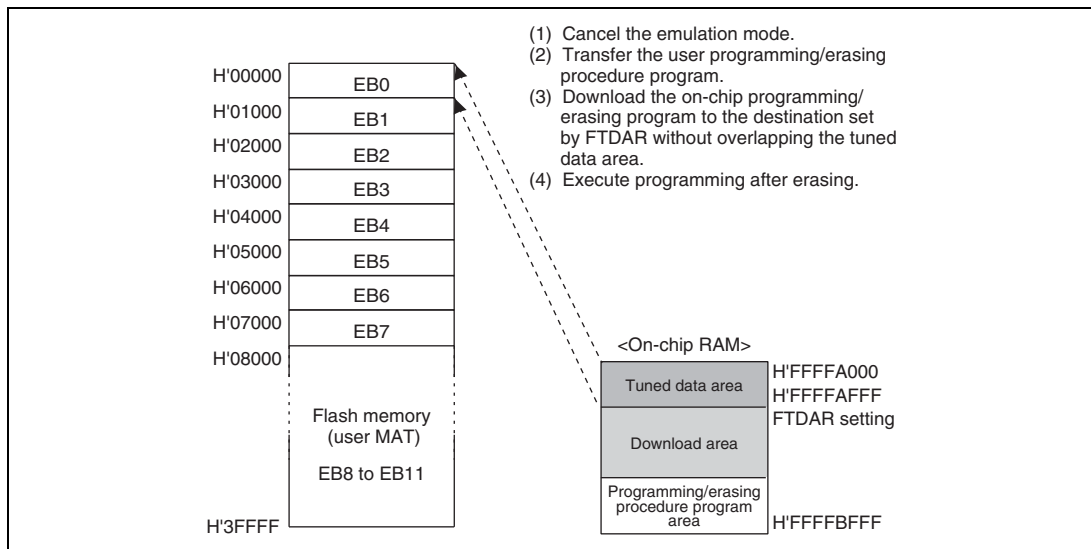 (1) Cancel the emulation mode.
(2) Transfer the user programming/erasing
procedure program.
(3) Download the on-chip programming/
erasing program to the destination set
by FTDAR without overlapping the tuned
data area.
(4) Execute programming after erasing.
H'00000
EB0
H'01000
EB1
H'02000
EB2
H'03000
EB3
H'04000
EB4
H'05000
EB5
H'06000
EB6
H'07000
EB7
H'08000
Flash memory
(user MAT)
EB8 to EB11
H'3FFFF
<On-chip RAM>
Tuned data area
H'FFFFA000
H'FFFFAFFF
FTDAR setting
Download area
Programming/erasing
procedure program
area
H'FFFFBFFF